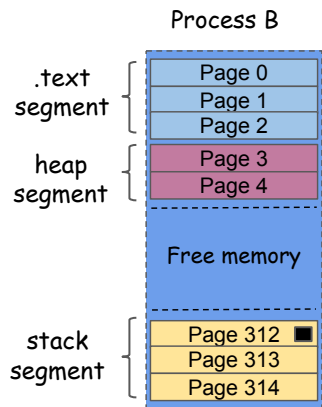 Process B
.text
segment
Page 0
Page 1
Page 2
heap
segment
Page 3
Page 4
Free memory
stack
segment
Page 312
Page 313
Page 314